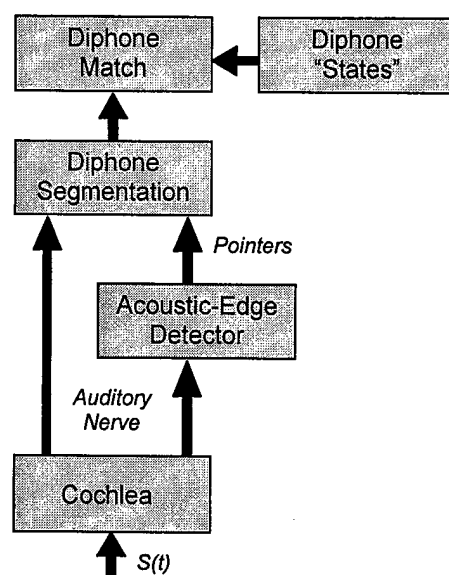 Diphone
Match
Diphone
“States”
Diphone
Segmentation
Pointers
Acoustic-Edge
Detector
Auditory
Nerve
Cochlea
S(t)